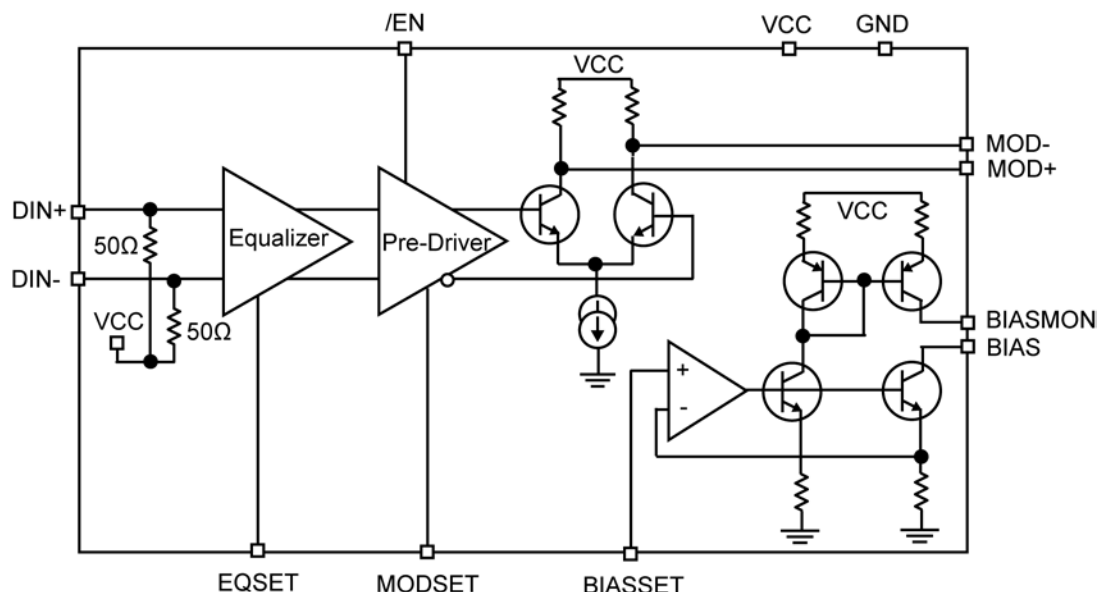 /EN
VCC
GND
VCC
MOD-
MOD+
DIN+
50Ω
Equalizer
Pre-Driver
VCC
DIN-
VCC
50Ω
BIASMON
BIAS
+
-
EQSET
MODSET
BIASSET